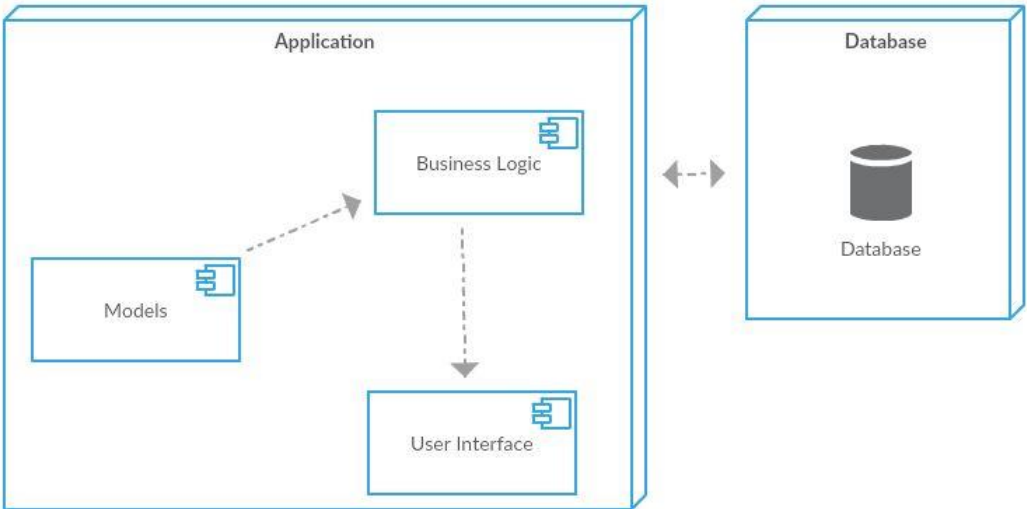 Application
Database
Business Logic
Database
Models
User Interface